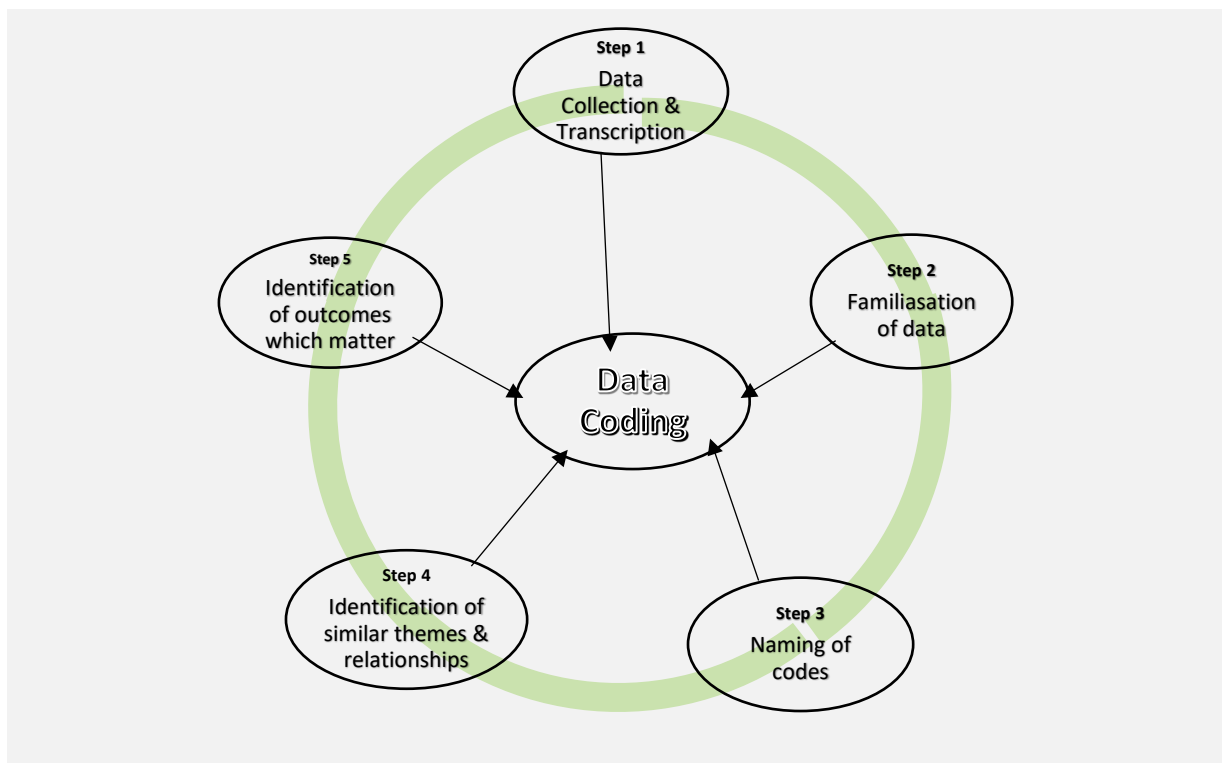 Step 1
Data
Collection &
Transcription
Step 2
Familiasation
of data
Step 3
Naming of
codes
Step 4
Identification of
similar themes &
relationships
Step 5
Identification
of outcomes
which matter
Data
Coding